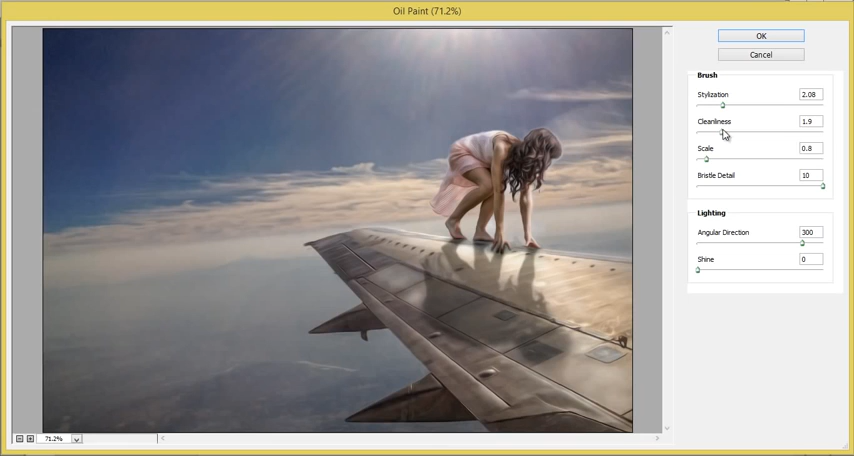 Oil Paint (71.2%)
OK
Cancel
Brush
Stylization 2.08
Cleanliness 1.9
Scale 0.8
Bristle Detail 10
Lighting
Angular Direction 300
Shine 0
71.2%